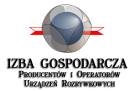 IZBA GOSPODARCZA
PRODUCENTÓW I OPERATORÓW
URZĄDZEŃ ROZRYWKOWYCH